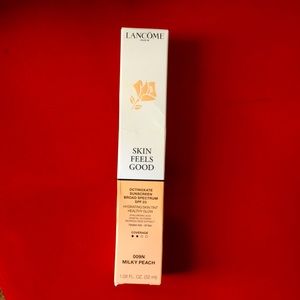 LANCÔME
PARIS
SKIN
FEELS
GOOD
OCTINOXATE
SUNSCREEN
BROAD SPECTRUM
SPF 23
HYDRATING SKIN TINT
HEALTHY GLOW
COVERAGE
009N
MILKY PEACH
1.08 FL. OZ. (32 ml)